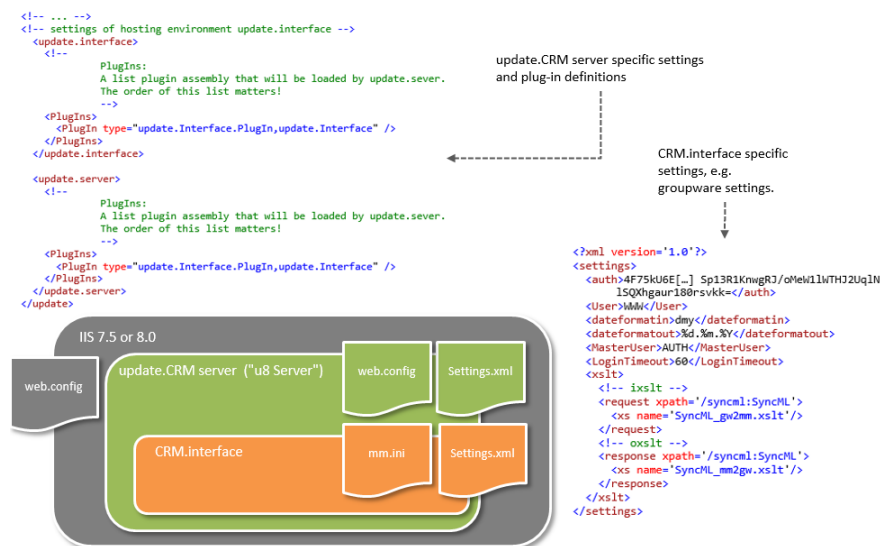 <!-- ... -->
<!-- settings of hosting environment update.interface -->
<update.interface>
<!--
PlugIns:
A list plugin assembly that will be loaded by update.sever.
The order of this list matters!
-->
<PlugIns>
<PlugIn type="update.Interface.PlugIn,update.Interface" />
</PlugIns>
</update.interface>
<update.server>
<!--
PlugIns:
A list plugin assembly that will be loaded by update.sever.
The order of this list matters!
-->
<PlugIns>
<PlugIn type="update.Interface.PlugIn,update.Interface" />
</PlugIns>
</update.server>
</update>
update.CRM server specific settings
and plug-in definitions
CRM.interface specific
settings, e.g.
groupware settings.
<?xml version='1.0'?>
<settings>
<auth>4F75kU6E[…] Sp13R1KnwgRJ/oMeW1lWTHJ2UqlN
lSQXhgaur180rsvkk=</auth>
<User>WWW</User>
<dateformatin>dmy</dateformatin>
<dateformatout>%d.%m.%Y</dateformatout>
<MasterUser>AUTH</MasterUser>
<LoginTimeout>60</LoginTimeout>
<xslt>
<!-- ixslt -->
<request xpath='/syncml:SyncML'>
<xs name='SyncML_gw2mm.xslt'/>
</request>
<!-- oxslt -->
<response xpath='/syncml:SyncML'>
<xs name='SyncML_mm2gw.xslt'/>
</response>
</xslt>
</settings>
IIS 7.5 or 8.0
web.config
update.CRM server ("u8 Server")
web.config
Settings.xml
CRM.interface
mm.ini
Settings.xml